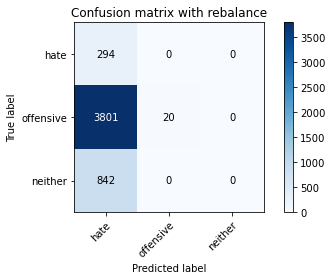 Confusion matrix with rebalance
True label
hate
offensive
neither
294 0 0
3801 20 0
842 0 0
hate
offensive
neither
Predicted label
3500
3000
2500
2000
1500
1000
500
0